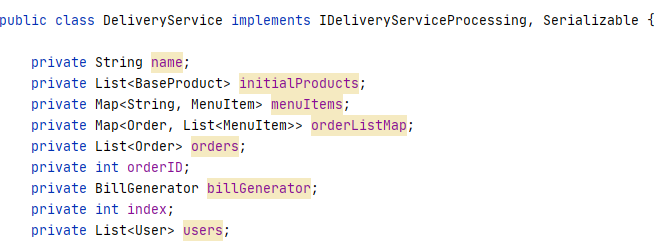 public class DeliveryService implements IDeliveryServiceProcessing, Serializable {
private String name;
private List<BaseProduct> initialProducts;
private Map<String, MenuItem> menuItems;
private Map<Order, List<MenuItem>> orderListMap;
private List<Order> orders;
private int orderID;
private BillGenerator billGenerator;
private int index;
private List<User> users;